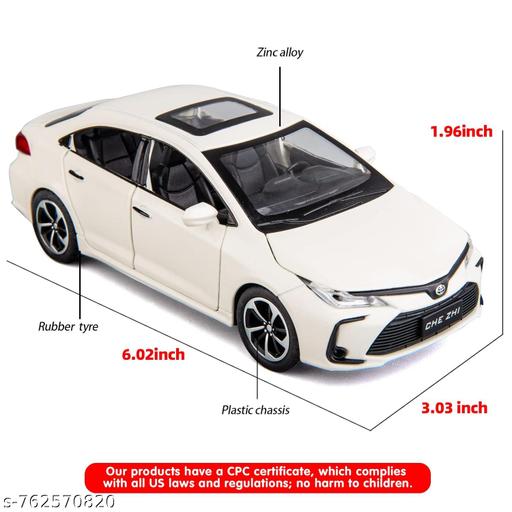 Zinc alloy
1.96inch
CHE ZHI
Rubber tyre
6.02inch
Plastic chassis
3.03 inch
Our products have a CPC certificate, which complies
with all US laws and regulations; no harm to children.
s-762570820